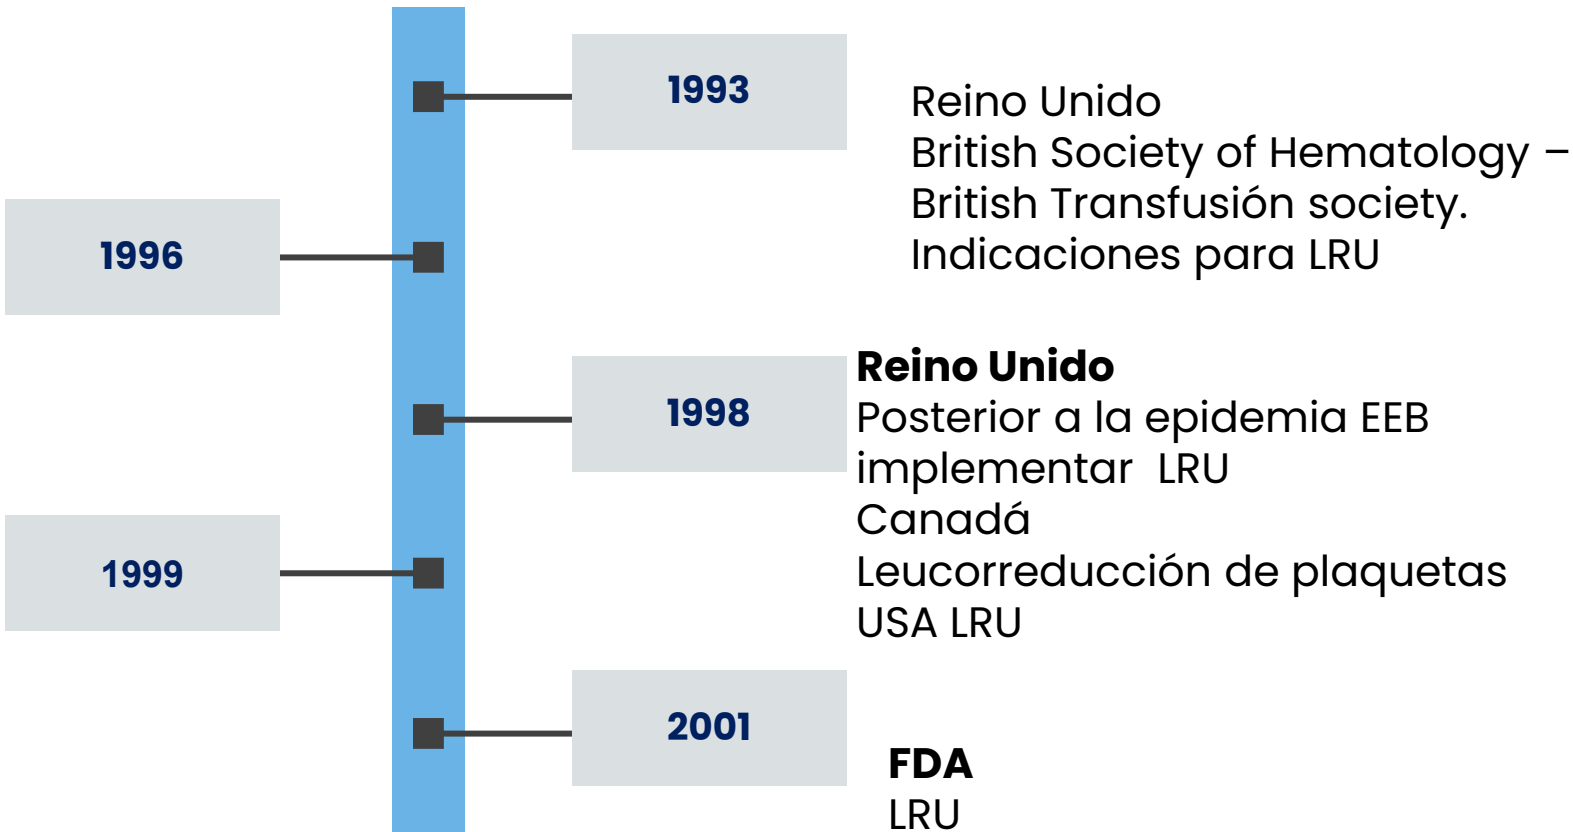 1993
Reino Unido
British Society of Hematology –
British Transfusión society.
Indicaciones para LRU
1996
1998
Reino Unido
Posterior a la epidemia EEB
implementar LRU
Canadá
Leucorreducción de plaquetas
USA LRU
1999
2001
FDA
LRU